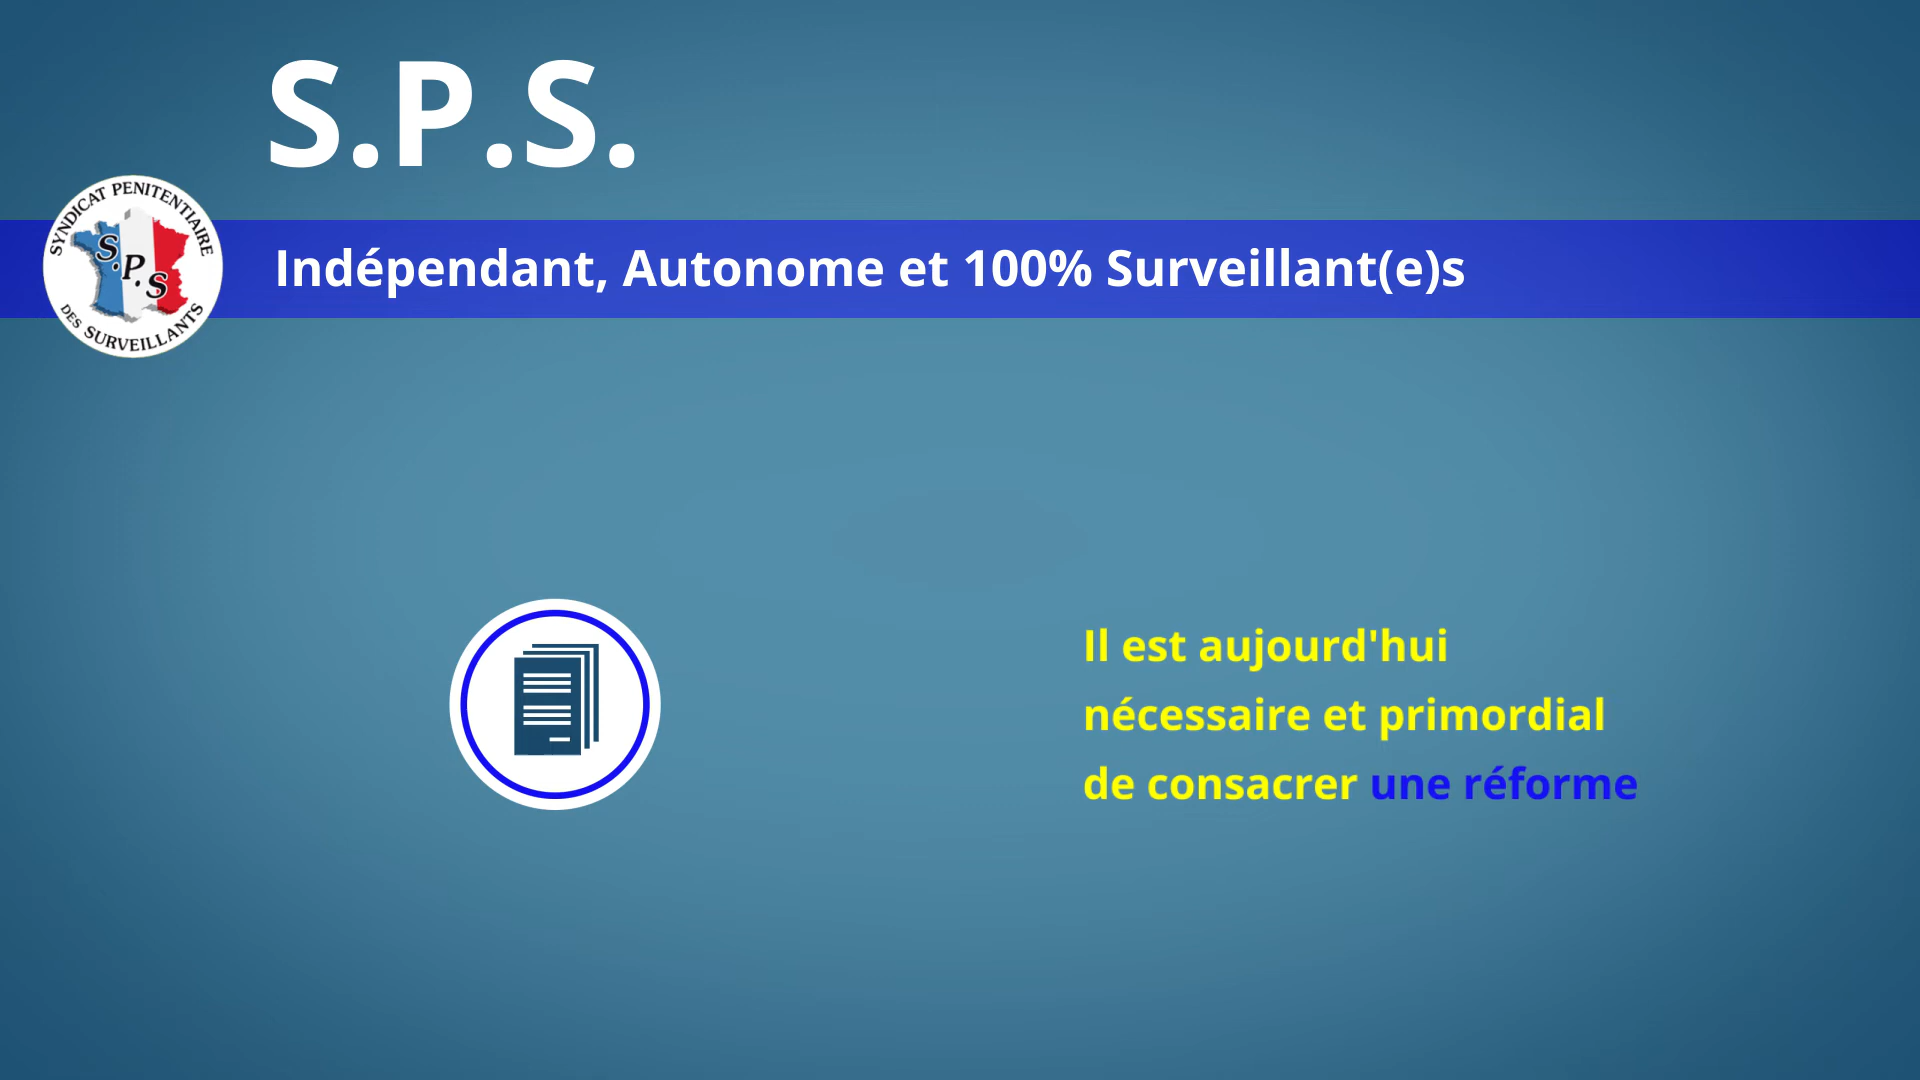 S.P.S.
SYNDICAT PENITENTIAIRE
S.P.S
DES SURVEILLANTS
Indépendant, Autonome et 100% Surveillant(e)s
Il est aujourd'hui
nécessaire et primordial
de consacrer une réforme